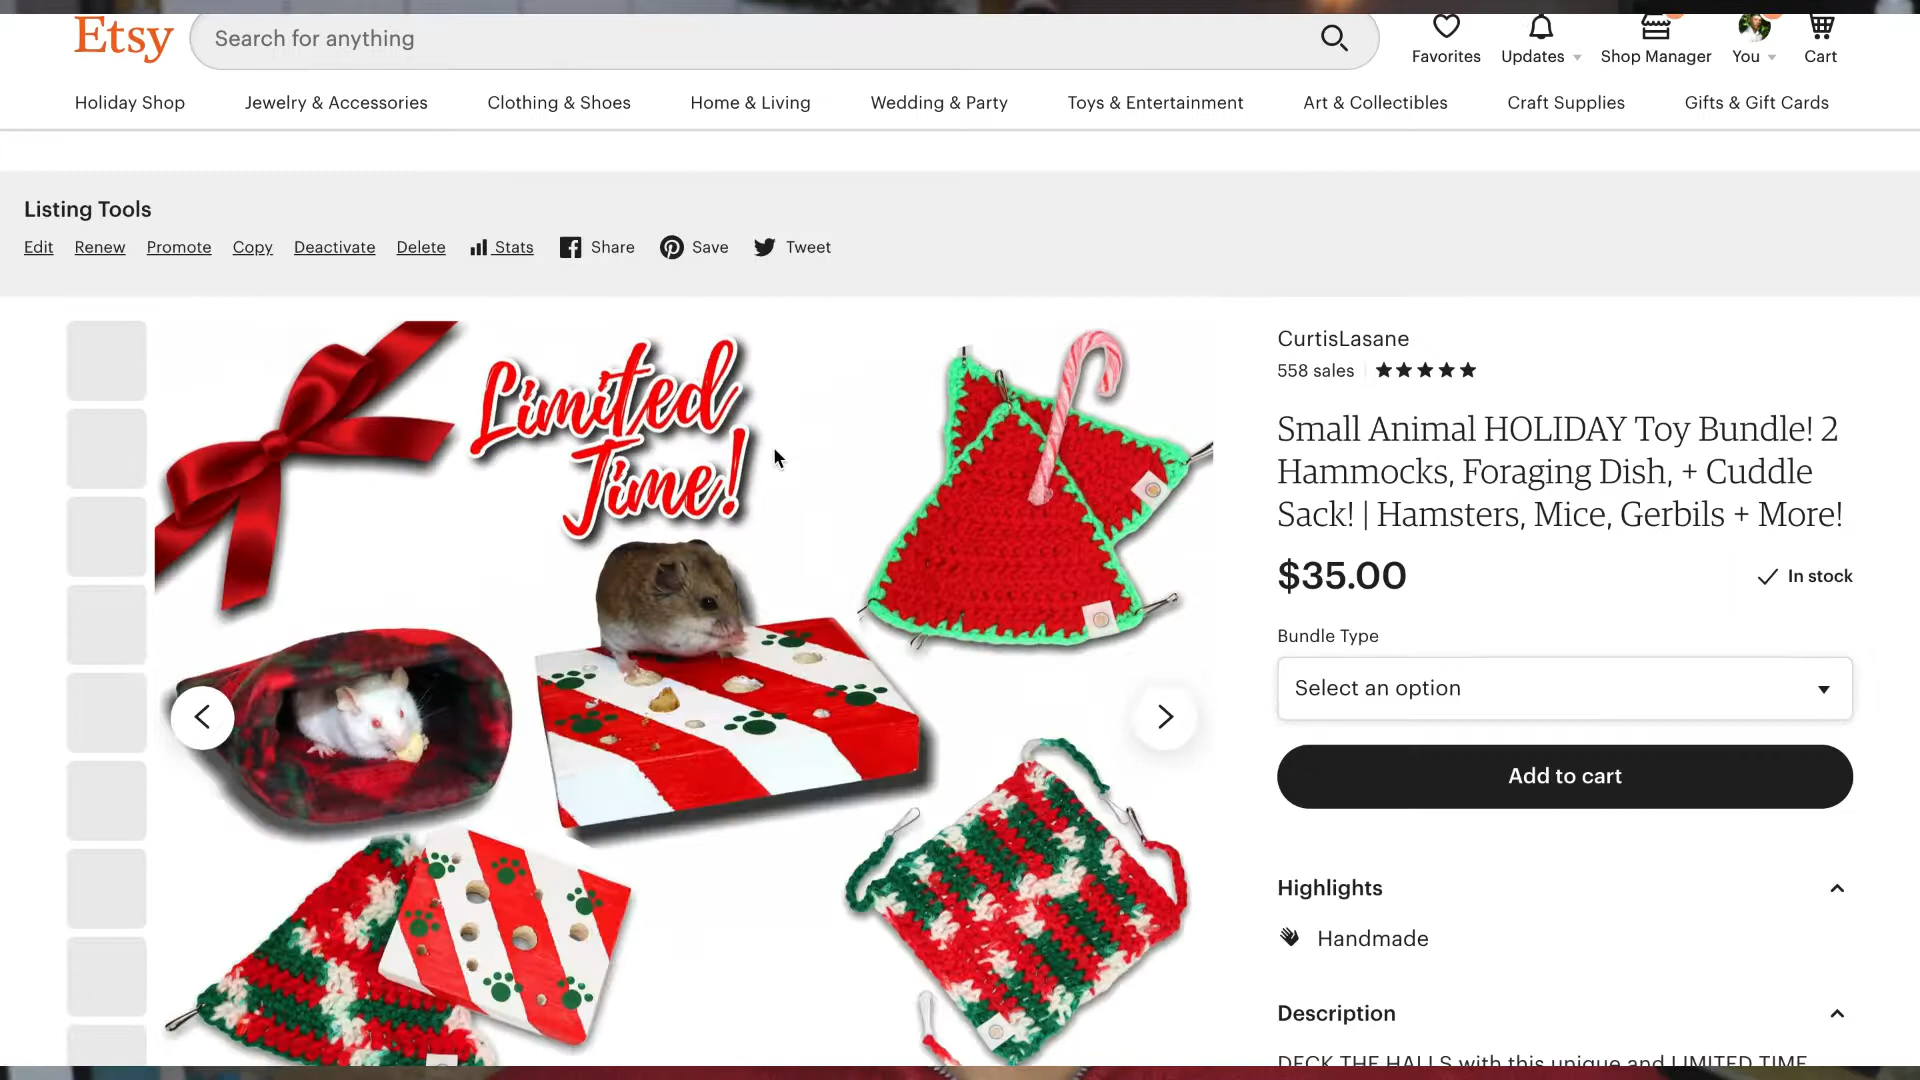 Etsy
Search for anything
Favorites
Updates
Shop Manager
You
Cart
Holiday Shop
Jewelry & Accessories
Clothing & Shoes
Home & Living
Wedding & Party
Toys & Entertainment
Art & Collectibles
Craft Supplies
Gifts & Gift Cards
Listing Tools
Edit
Renew
Promote
Copy
Deactivate
Delete
Stats
Share
Save
Tweet
Limited
Time!
CurtisLasane
558 sales
Small Animal HOLIDAY Toy Bundle! 2
Hammocks, Foraging Dish, + Cuddle
Sack! | Hamsters, Mice, Gerbils + More!
$35.00
In stock
Bundle Type
Select an option
Add to cart
Highlights
Handmade
Description
DECK THE HALLS with this unique and LIMITED TIME